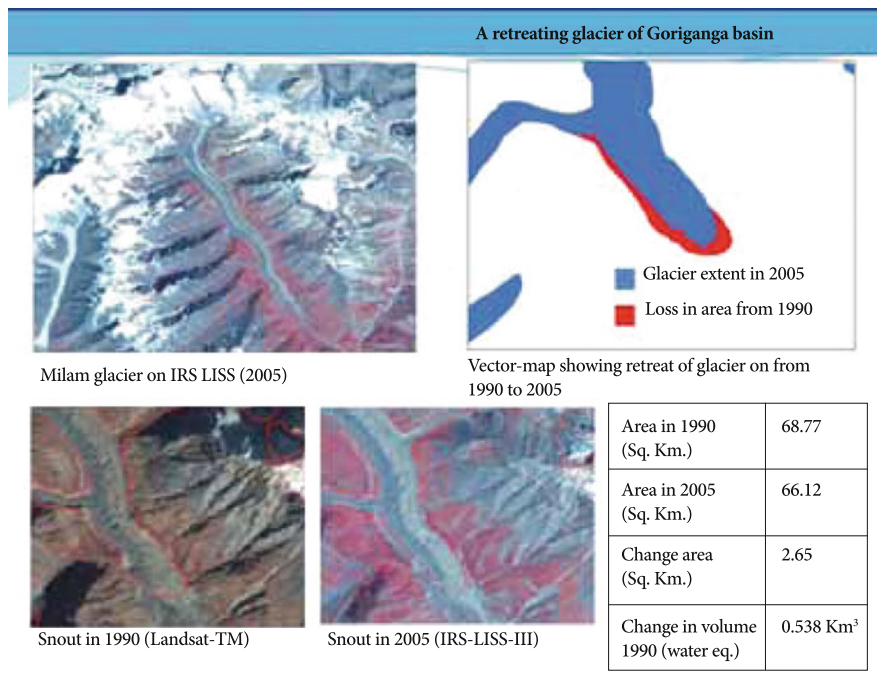 A retreating glacier of Goriganga basin
Glacier extent in 2005
Loss in area from 1990
Milam glacier on IRS LISS (2005)
Vector-map showing retreat of glacier on from
1990 to 2005
Area in 1990
(Sq. Km.)
68.77
Area in 2005
(Sq. Km.)
66.12
Change area
(Sq. Km.)
2.65
Change in volume
1990 (water eq.)
0.538 Km³
Snout in 1990 (Landsat-TM)
Snout in 2005 (IRS-LISS-III)